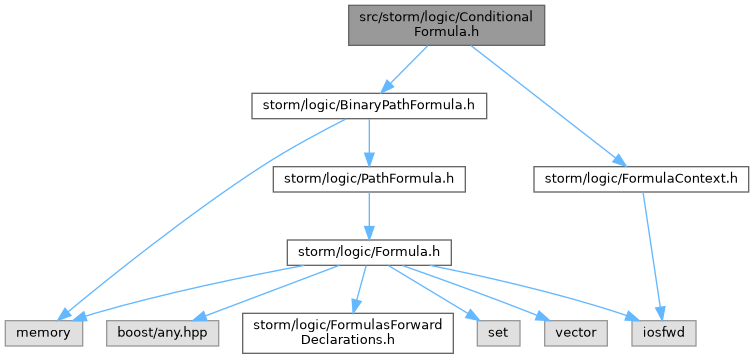 src/storm/logic/Conditional
Formula.h
storm/logic/BinaryPathFormula.h
storm/logic/PathFormula.h
storm/logic/FormulaContext.h
storm/logic/Formula.h
memory
boost/any.hpp
storm/logic/FormulasForward
Declarations.h
set
vector
iosfwd